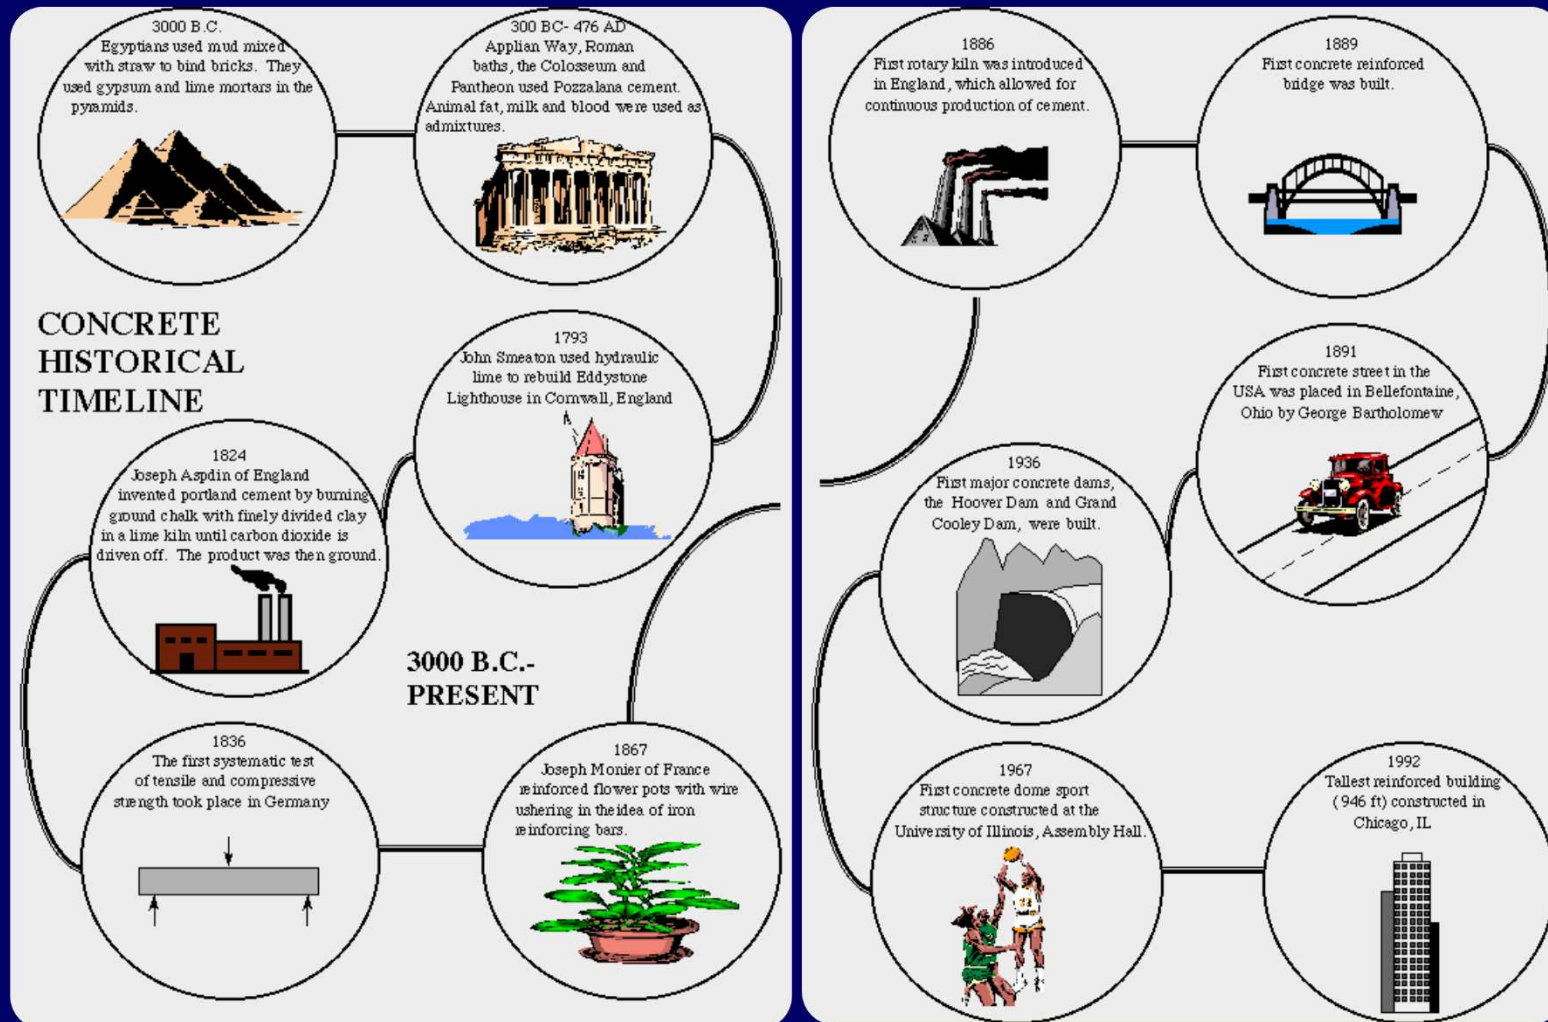 3000 B.C.
Egyptians used mud mixed
with straw to bind bricks. They
used gypsum and lime mortars in the
pyramids.
300 BC- 476 AD
Applian Way, Roman
baths, the Colosseum and
Pantheon used Pozzalana cement.
Animal fat, milk and blood were used as
admixtures.
CONCRETE
HISTORICAL
TIMELINE
1793
John Smeaton used hydraulic
lime to rebuild Eddystone
Lighthouse in Cornwall, England
1824
Joseph Aspdin of England
invented portland cement by burning
ground chalk with finely divided clay
in a lime kiln until carbon dioxide is
driven off. The product was then ground.
3000 B.C.-
PRESENT
1836
The first systematic test
of tensile and compressive
strength took place in Germany
1867
Joseph Monier of France
reinforced flower pots with wire
ushering in the idea of iron
reinforcing bars.
1886
First rotary kiln was introduced
in England, which allowed for
continuous production of cement.
1889
First concrete reinforced
bridge was built.
1891
First concrete street in the
USA was placed in Bellefontaine,
Ohio by George Bartholomew
1936
First major concrete dams,
the Hoover Dam and Grand
Cooley Dam, were built.
1967
First concrete dome sport
structure constructed at the
University of Illinois, Assembly Hall.
1992
Tallest reinforced building
(946 ft) constructed in
Chicago, IL